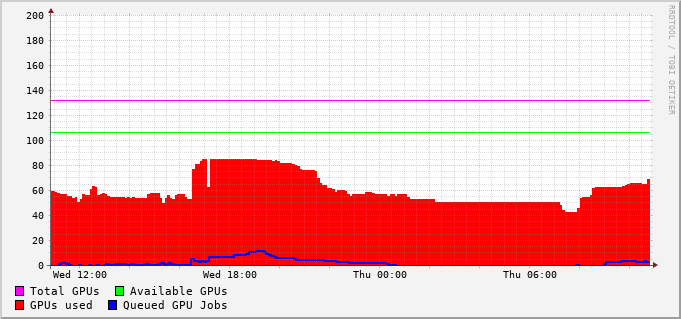 200
180
160
140
120
100
80
60
40
20
0
Wed 12:00 Wed 18:00 Thu 00:00 Thu 06:00
Total GPUs Available GPUs
GPUs used Queued GPU Jobs
RRDTOOL / TOBI OETIKER